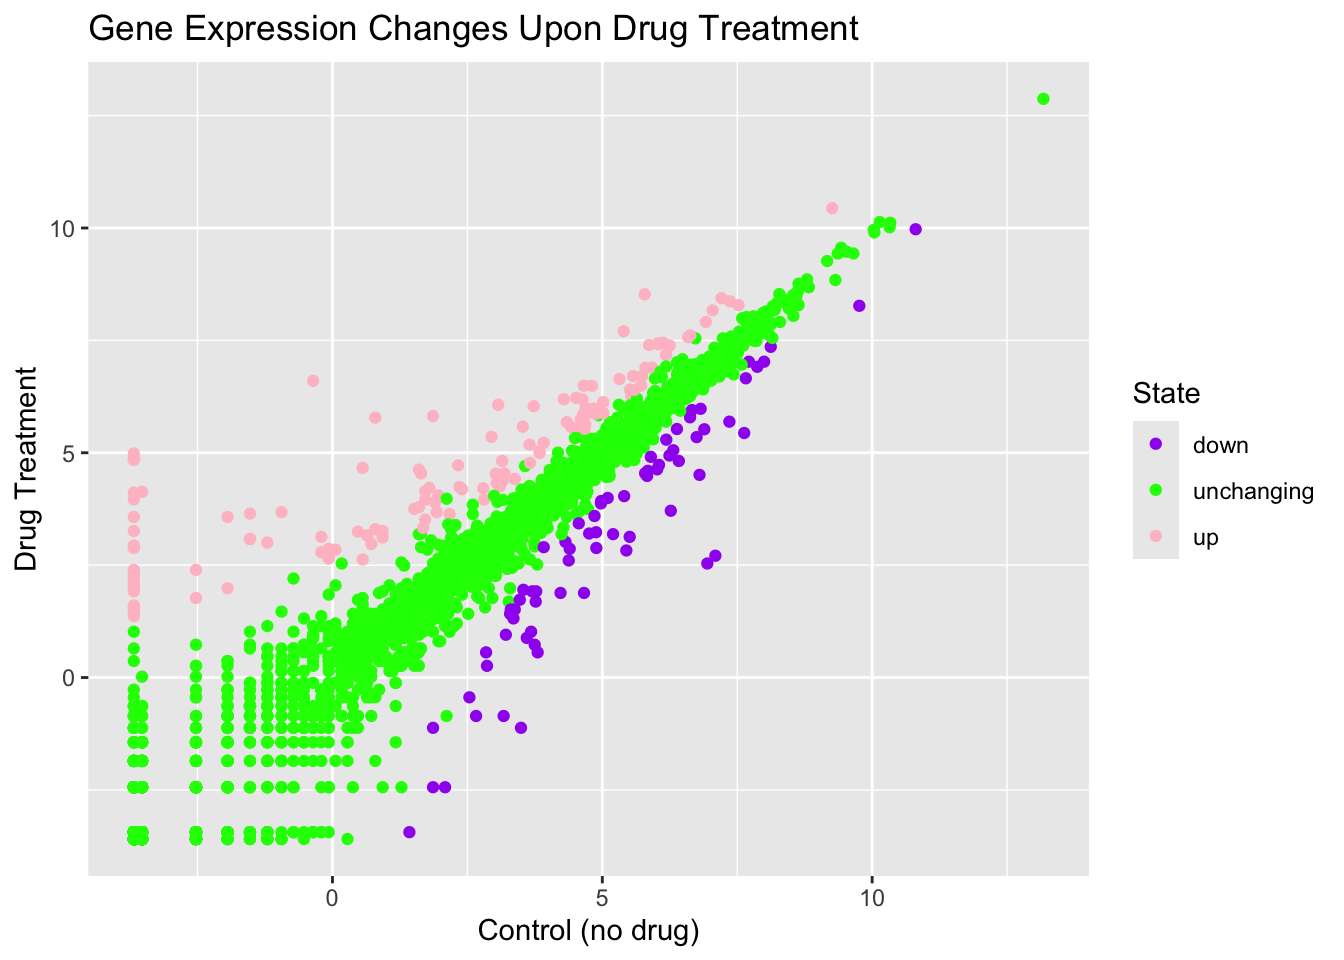 Gene Expression Changes Upon Drug Treatment
10
5
0
Drug Treatment
0 5 10
Control (no drug)
State
down
unchanging
up